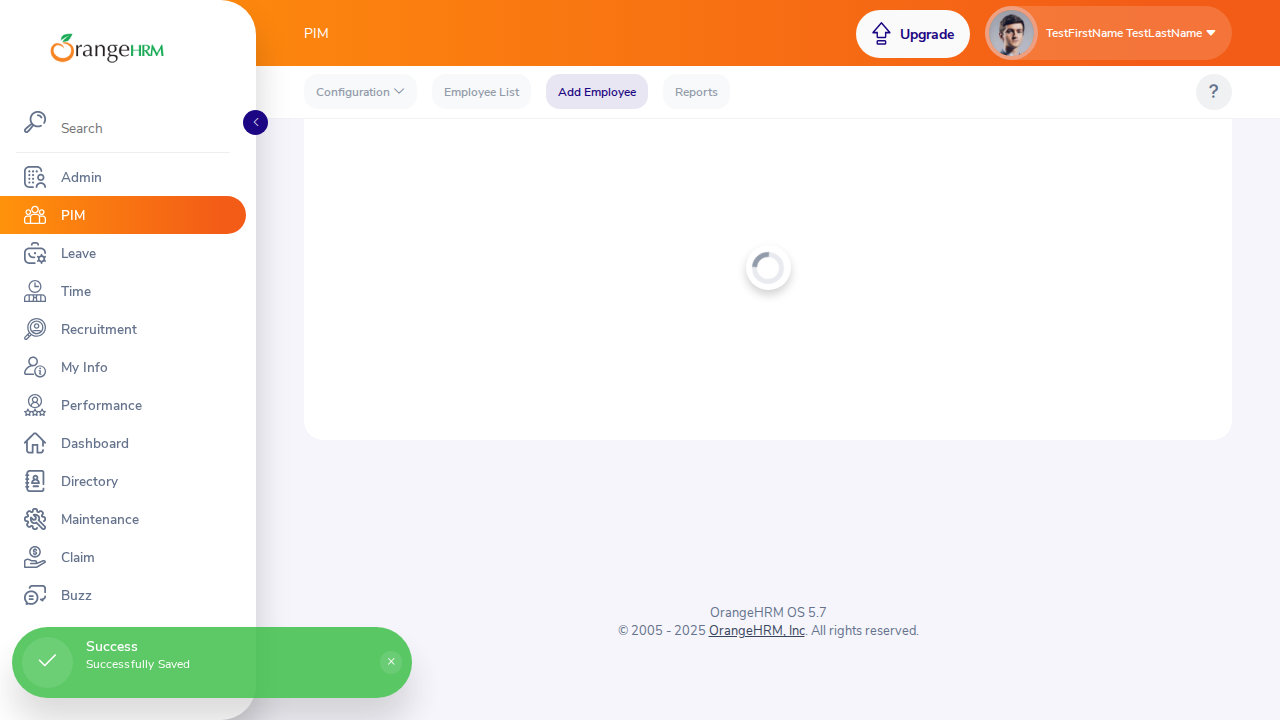 PIM
Upgrade
TestFirstName TestLastName
OrangeHRM
Configuration
Employee List
Add Employee
Reports
?
Search
Admin
PIM
Leave
Time
Recruitment
My Info
Performance
Dashboard
Directory
Maintenance
Claim
Buzz
OrangeHRM OS 5.7
© 2005 - 2025 OrangeHRM, Inc. All rights reserved.
Success
Successfully Saved
×